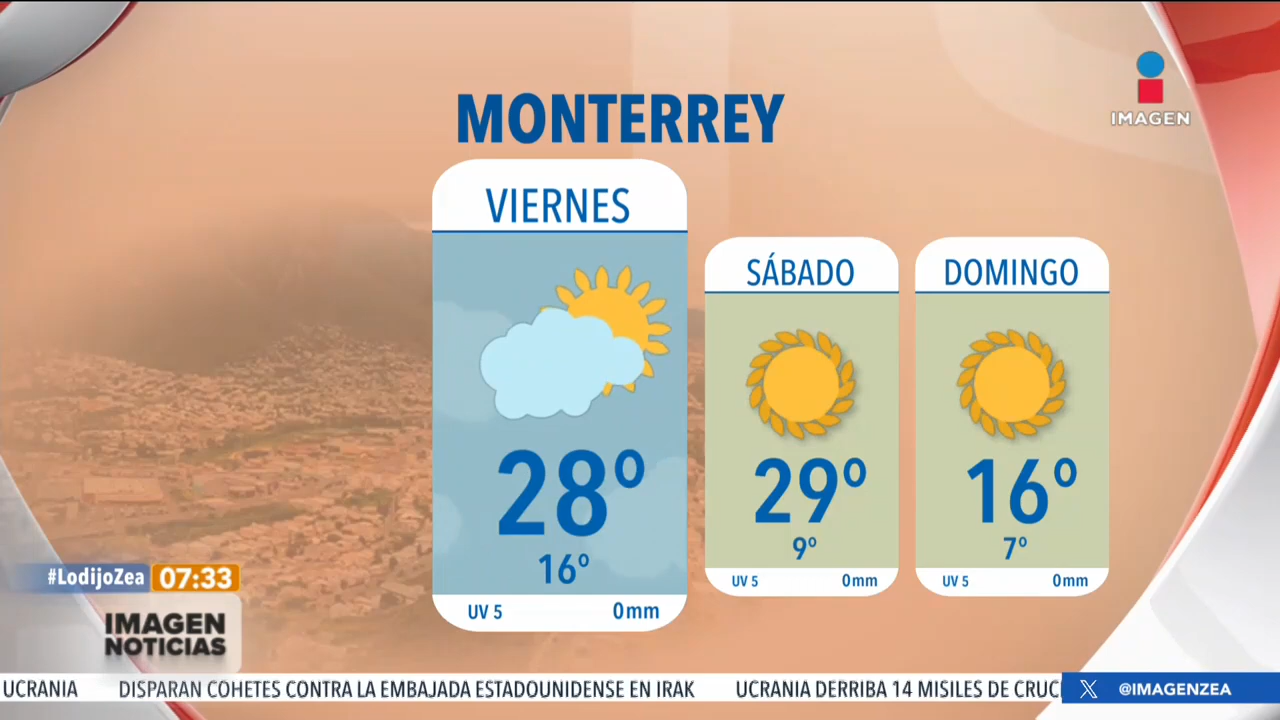 IMAGEN
MONTERREY
VIERNES
28°
16°
UV 5 0mm
SÁBADO
29°
9°
UV 5 0mm
DOMINGO
16°
7°
UV 5 0mm
#LodijoZea 07:33
IMAGEN
NOTICIAS
UCRANIA DISPARAN COHETES CONTRA LA EMBAJADA ESTADOUNIDENSE EN IRAK UCRANIA DERRIBA 14 MISILES DE CRUC
X @IMAGENZEA